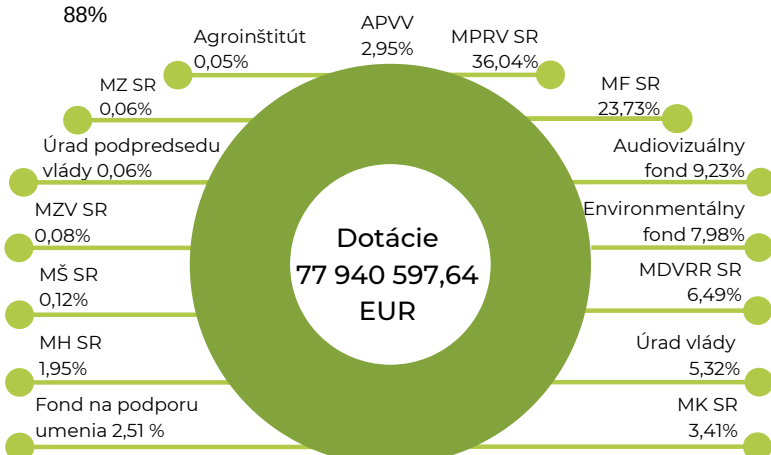 88%
Agroinštitút
0,05%
APVV
2,95%
MPRV SR
36,04%
MZ SR
0,06%
MF SR
23,73%
Úrad podpredsedu
vlády 0,06%
Audiovizuálny
fond 9,23%
MZV SR
0,08%
Environmentálny
fond 7,98%
Dotácie
77 940 597,64
EUR
MŠ SR
0,12%
MDVRR SR
6,49%
MH SR
1,95%
Úrad vlády
5,32%
Fond na podporu
umenia 2,51 %
MK SR
3,41%